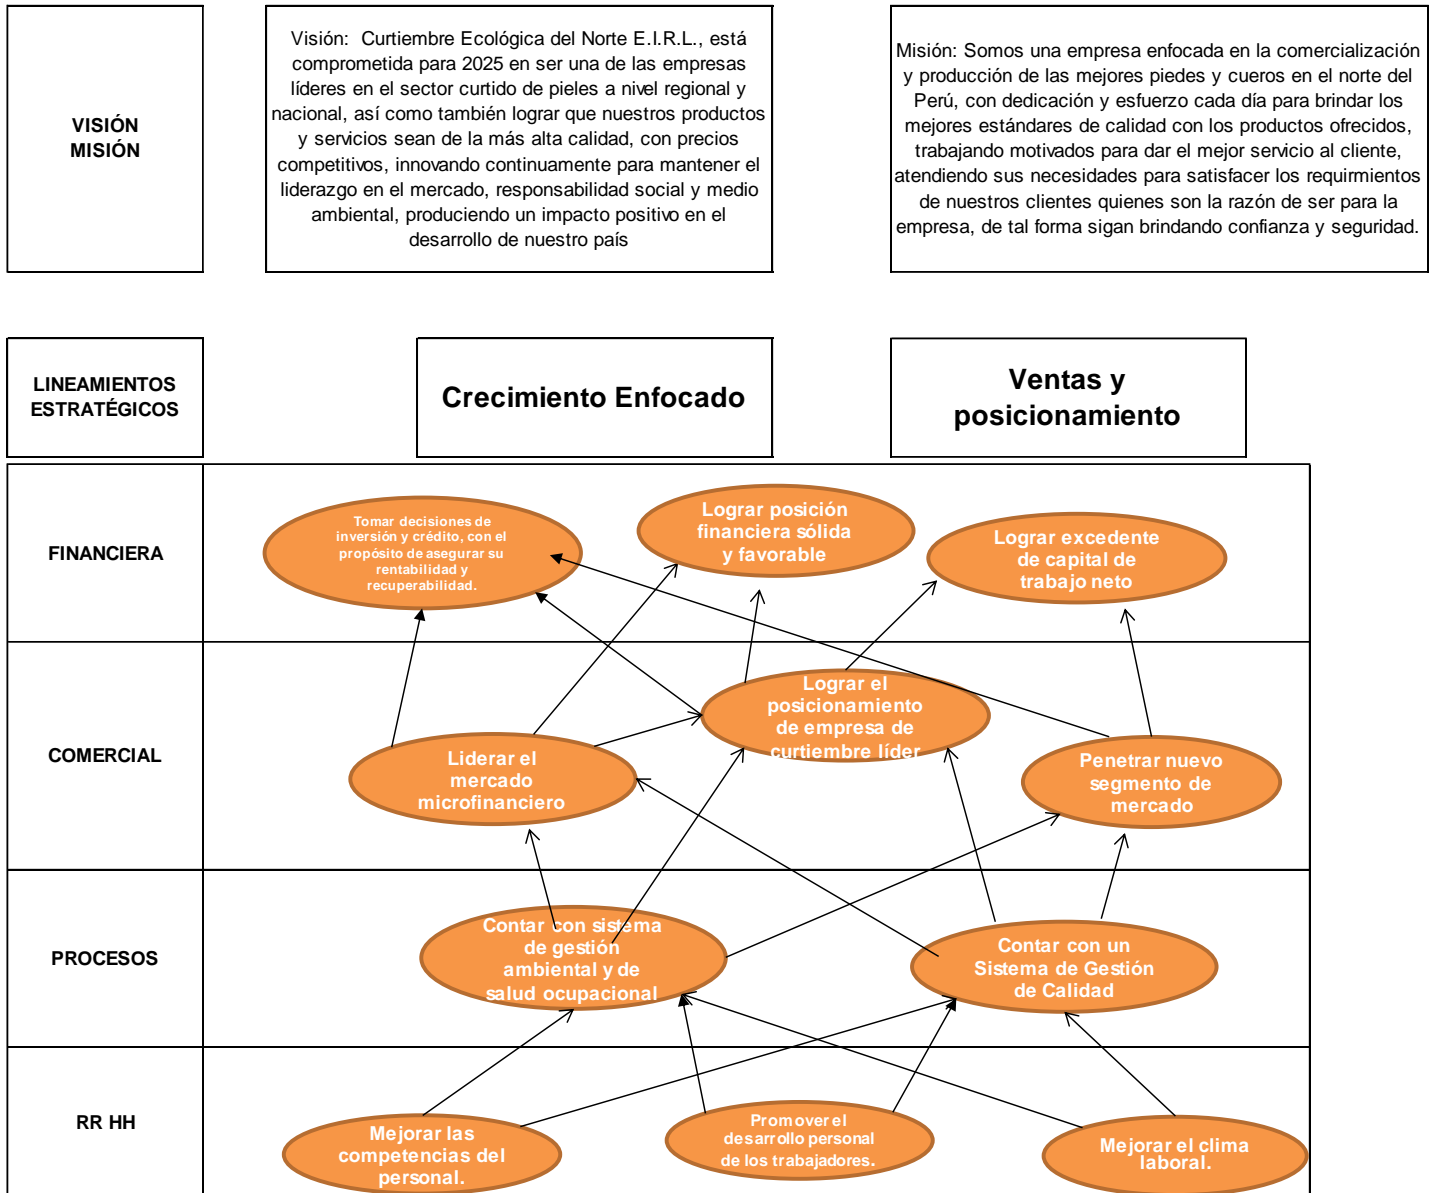 VISIÓN
MISIÓN
Visión: Curtiembre Ecológica del Norte E.I.R.L., está
comprometida para 2025 en ser una de las empresas
líderes en el sector curtido de pieles a nivel regional y
nacional, así como también lograr que nuestros productos
y servicios sean de la más alta calidad, con precios
competitivos, innovando continuamente para mantener el
liderazgo en el mercado, responsabilidad social y medio
ambiental, produciendo un impacto positivo en el
desarrollo de nuestro país
Misión: Somos una empresa enfocada en la comercialización
y producción de las mejores piedes y cueros en el norte del
Perú, con dedicación y esfuerzo cada día para brindar los
mejores estándares de calidad con los productos ofrecidos,
trabajando motivados para dar el mejor servicio al cliente,
atendiendo sus necesidades para satisfacer los requirmientos
de nuestros clientes quienes son la razón de ser para la
empresa, de tal forma sigan brindando confianza y seguridad.
LINEAMIENTOS
ESTRATÉGICOS
Crecimiento Enfocado
Ventas y
posicionamiento
FINANCIERA
Tomar decisiones de
inversión y crédito, con el
propósito de asegurar su
rentabilidad y
recuperabilidad.
Lograr posición
financiera sólida
y favorable
Lograr excedente
de capital de
trabajo neto
COMERCIAL
Liderar el
mercado
microfinanciero
Lograr el
posicionamiento
de empresa de
curtiembre líder
Penetrar nuevo
segmento de
mercado
PROCESOS
Contar con sistema
de gestión
ambiental y de
salud ocupacional
Contar con un
Sistema de Gestión
de Calidad
RR HH
Mejorar las
competencias del
personal.
Promover el
desarrollo personal
de los trabajadores.
Mejorar el clima
laboral.